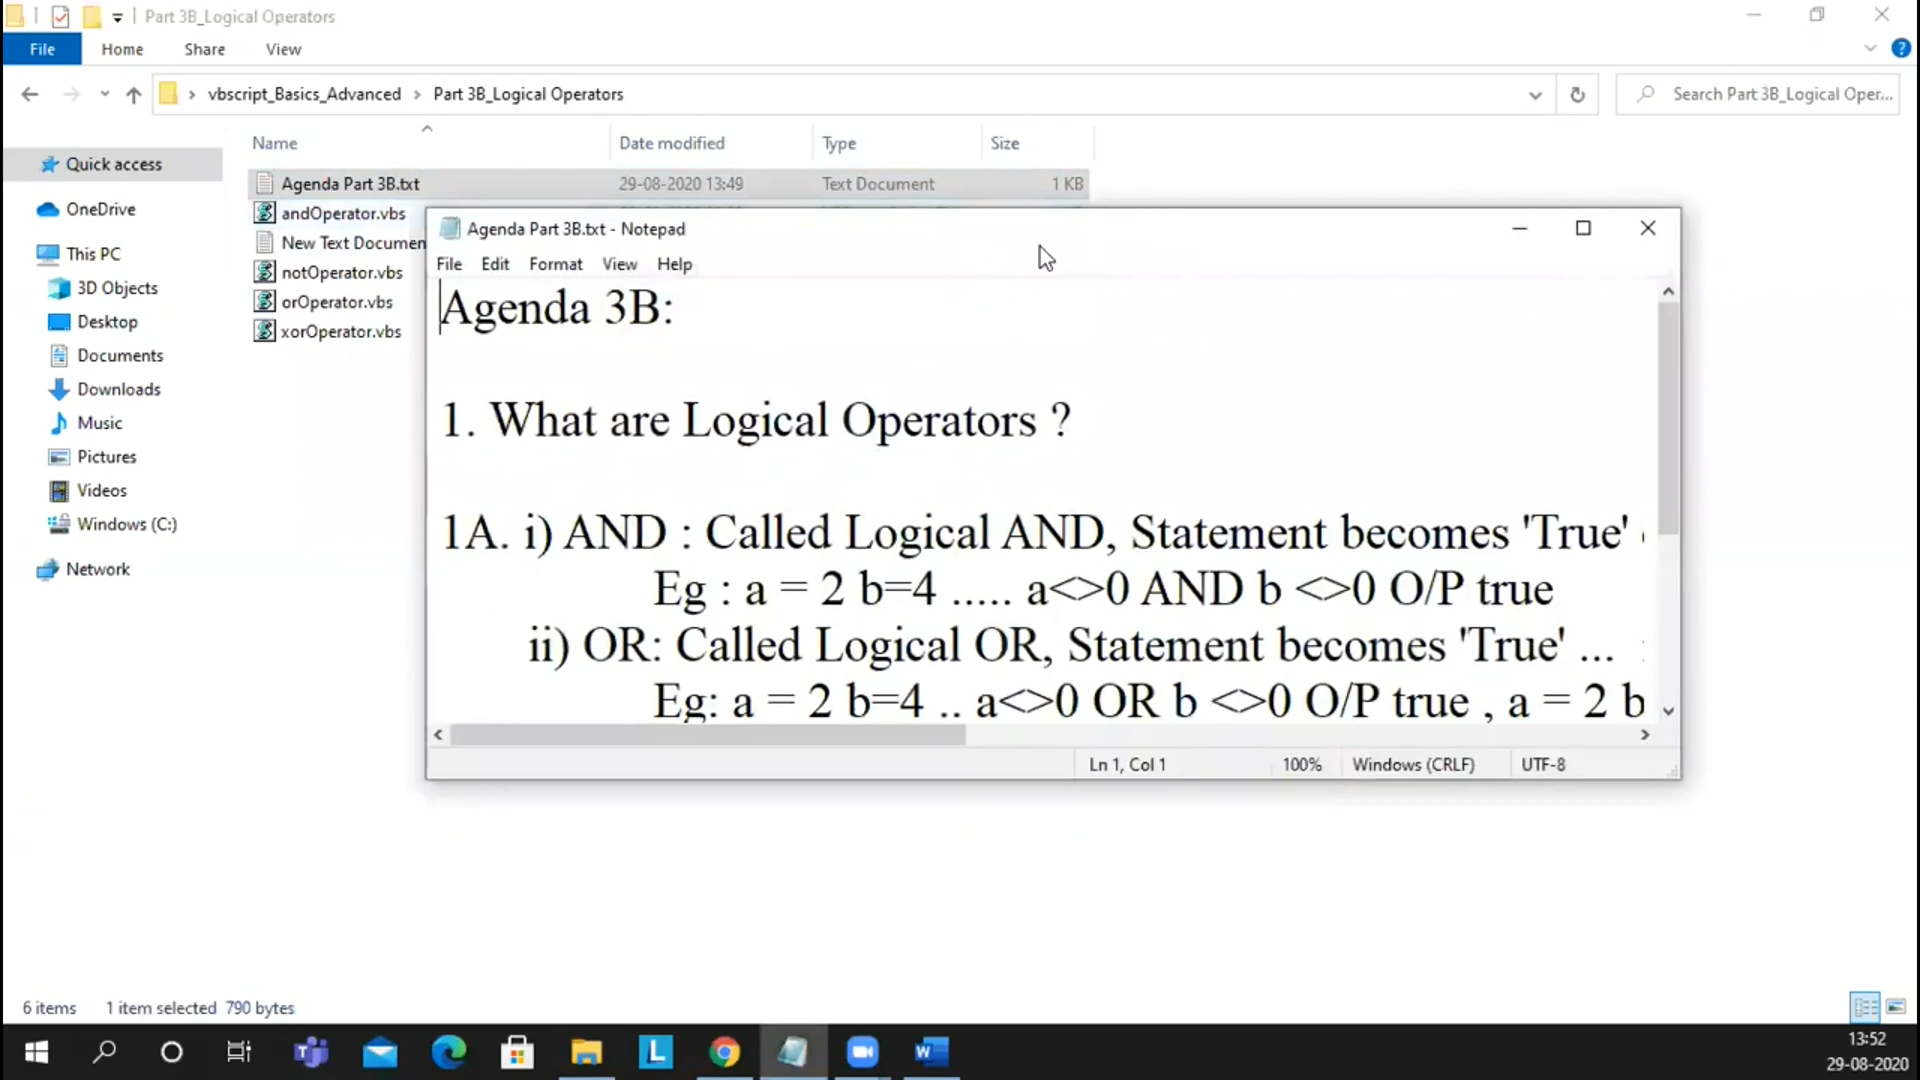 Part 3B_Logical Operators
File Home Share View
vbscript_Basics_Advanced > Part 3B_Logical Operators
Search Part 3B_Logical Oper...
Name Date modified Type Size
Quick access
OneDrive
This PC
3D Objects
Desktop
Documents
Downloads
Music
Pictures
Videos
Windows (C:)
Network
Agenda Part 3B.txt 29-08-2020 13:49 Text Document 1 KB
andOperator.vbs
New Text Documen
notOperator.vbs
orOperator.vbs
xorOperator.vbs
Agenda Part 3B.txt - Notepad
File Edit Format View Help
Agenda 3B:
1. What are Logical Operators ?
1A. i) AND : Called Logical AND, Statement becomes 'True'
Eg : a = 2 b=4 ..... a<>0 AND b <>0 O/P true
ii) OR: Called Logical OR, Statement becomes 'True' ...
Eg: a = 2 b=4 .. a<>0 OR b <>0 O/P true , a = 2 b
Ln 1, Col 1 100% Windows (CRLF) UTF-8
6 items 1 item selected 790 bytes
L
W
13:52
29-08-2020